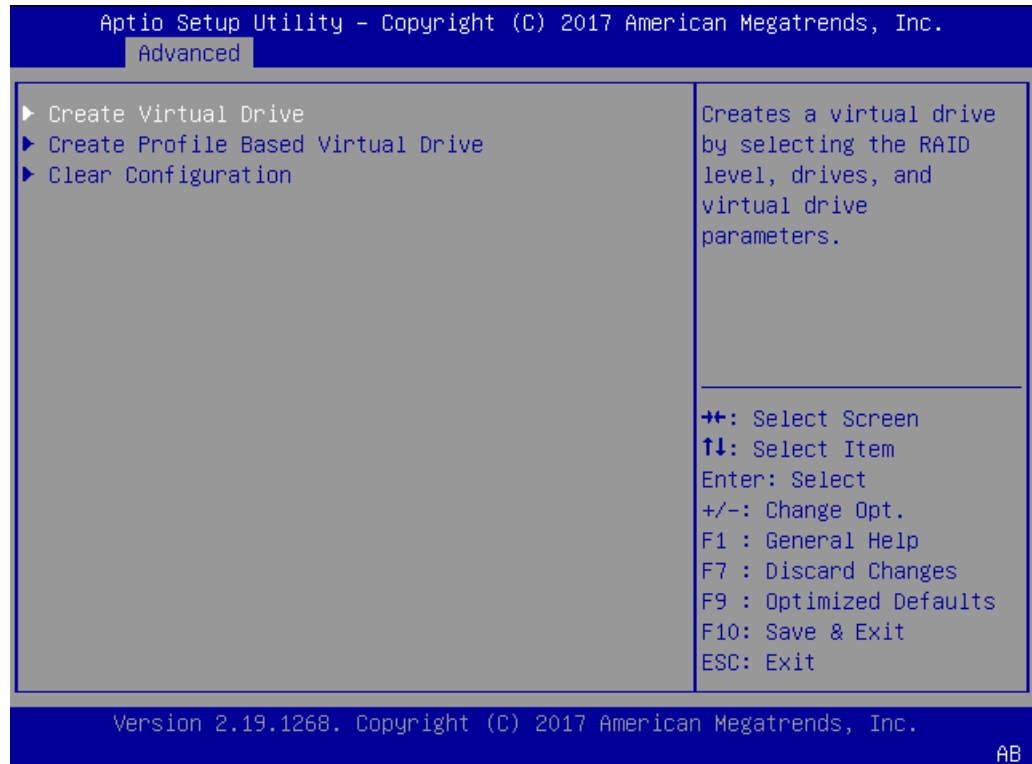 Aptio Setup Utility – Copyright (C) 2017 American Megatrends, Inc.
Advanced
▶ Create Virtual Drive
▶ Create Profile Based Virtual Drive
▶ Clear Configuration
Creates a virtual drive
by selecting the RAID
level, drives, and
virtual drive
parameters.
→←: Select Screen
↑↓: Select Item
Enter: Select
+/-: Change Opt.
F1 : General Help
F7 : Discard Changes
F9 : Optimized Defaults
F10: Save & Exit
ESC: Exit
Version 2.19.1268. Copyright (C) 2017 American Megatrends, Inc.
AB